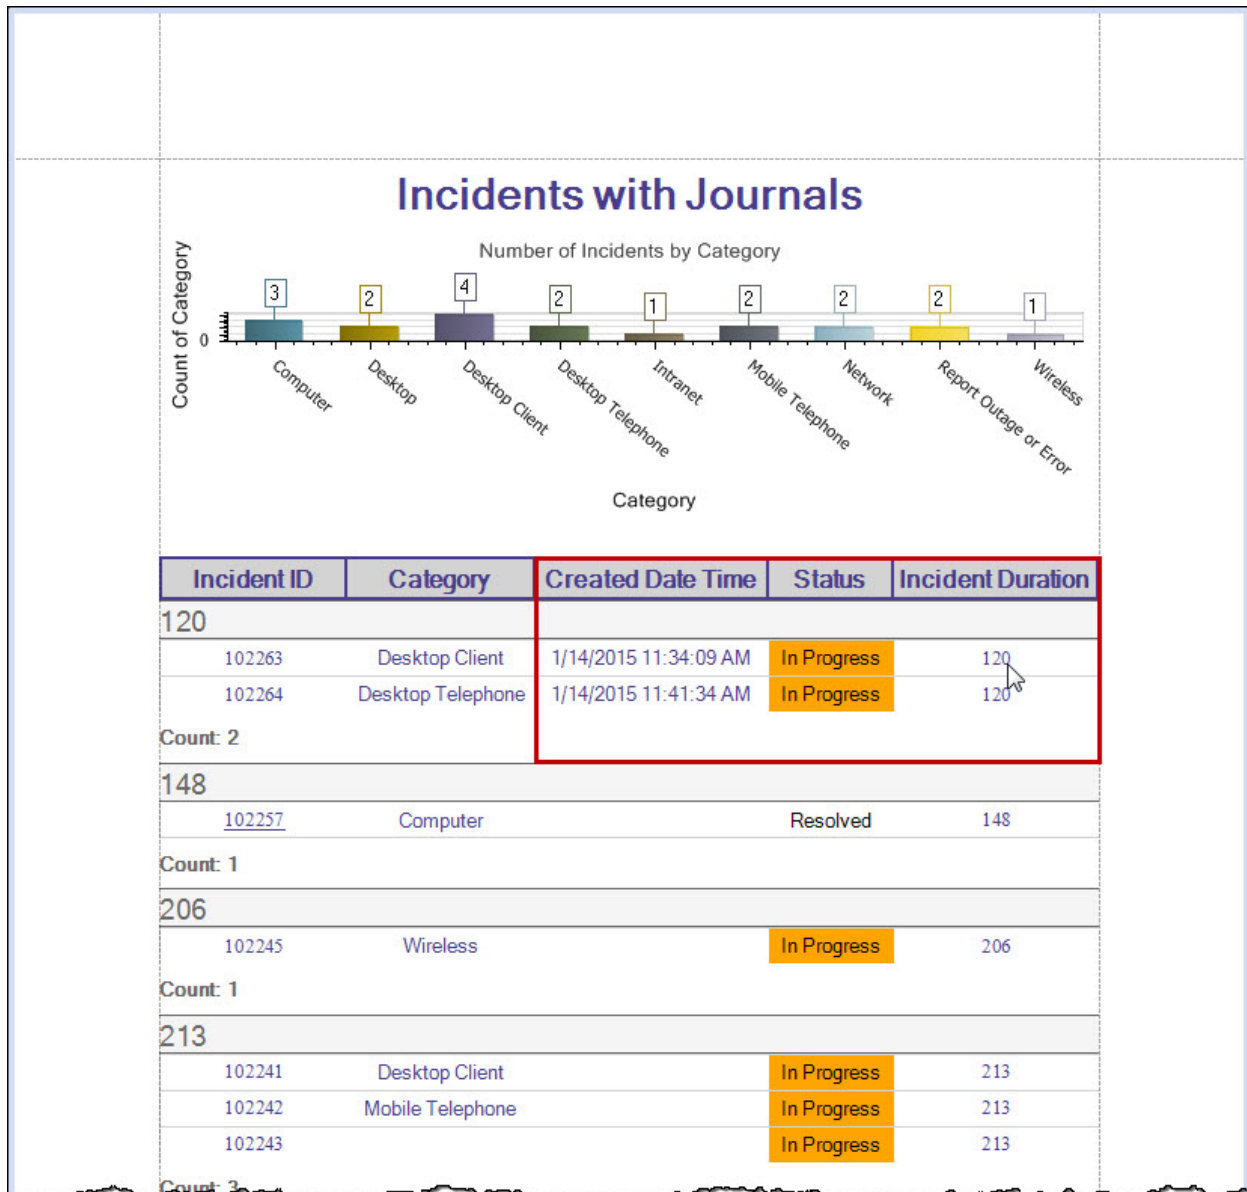 Incidents with Journals
Number of Incidents by Category
Count of Category
3 2 4 2 1 2 2 2 1
0
Computer Desktop Desktop Client Desktop Telephone Intranet Mobile Telephone Network Report Outage or Error Wireless
Category
Incident ID Category Created Date Time Status Incident Duration
120
102263 Desktop Client 1/14/2015 11:34:09 AM In Progress 120
102264 Desktop Telephone 1/14/2015 11:41:34 AM In Progress 120
Count: 2
148
102257 Computer Resolved 148
Count: 1
206
102245 Wireless In Progress 206
Count: 1
213
102241 Desktop Client In Progress 213
102242 Mobile Telephone In Progress 213
102243 In Progress 213
Count: 3